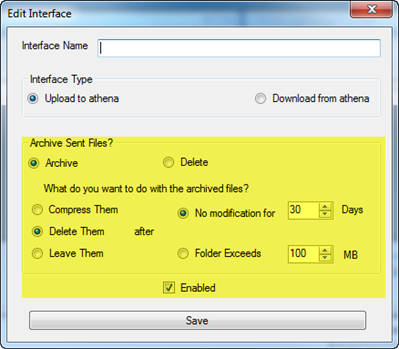 Edit Interface
Interface Name
Interface Type
Upload to athena
Download from athena
Archive Sent Files?
Archive
Delete
What do you want to do with the archived files?
Compress Them
No modification for 30 Days
Delete Them after
Leave Them
Folder Exceeds 100 MB
Enabled
Save